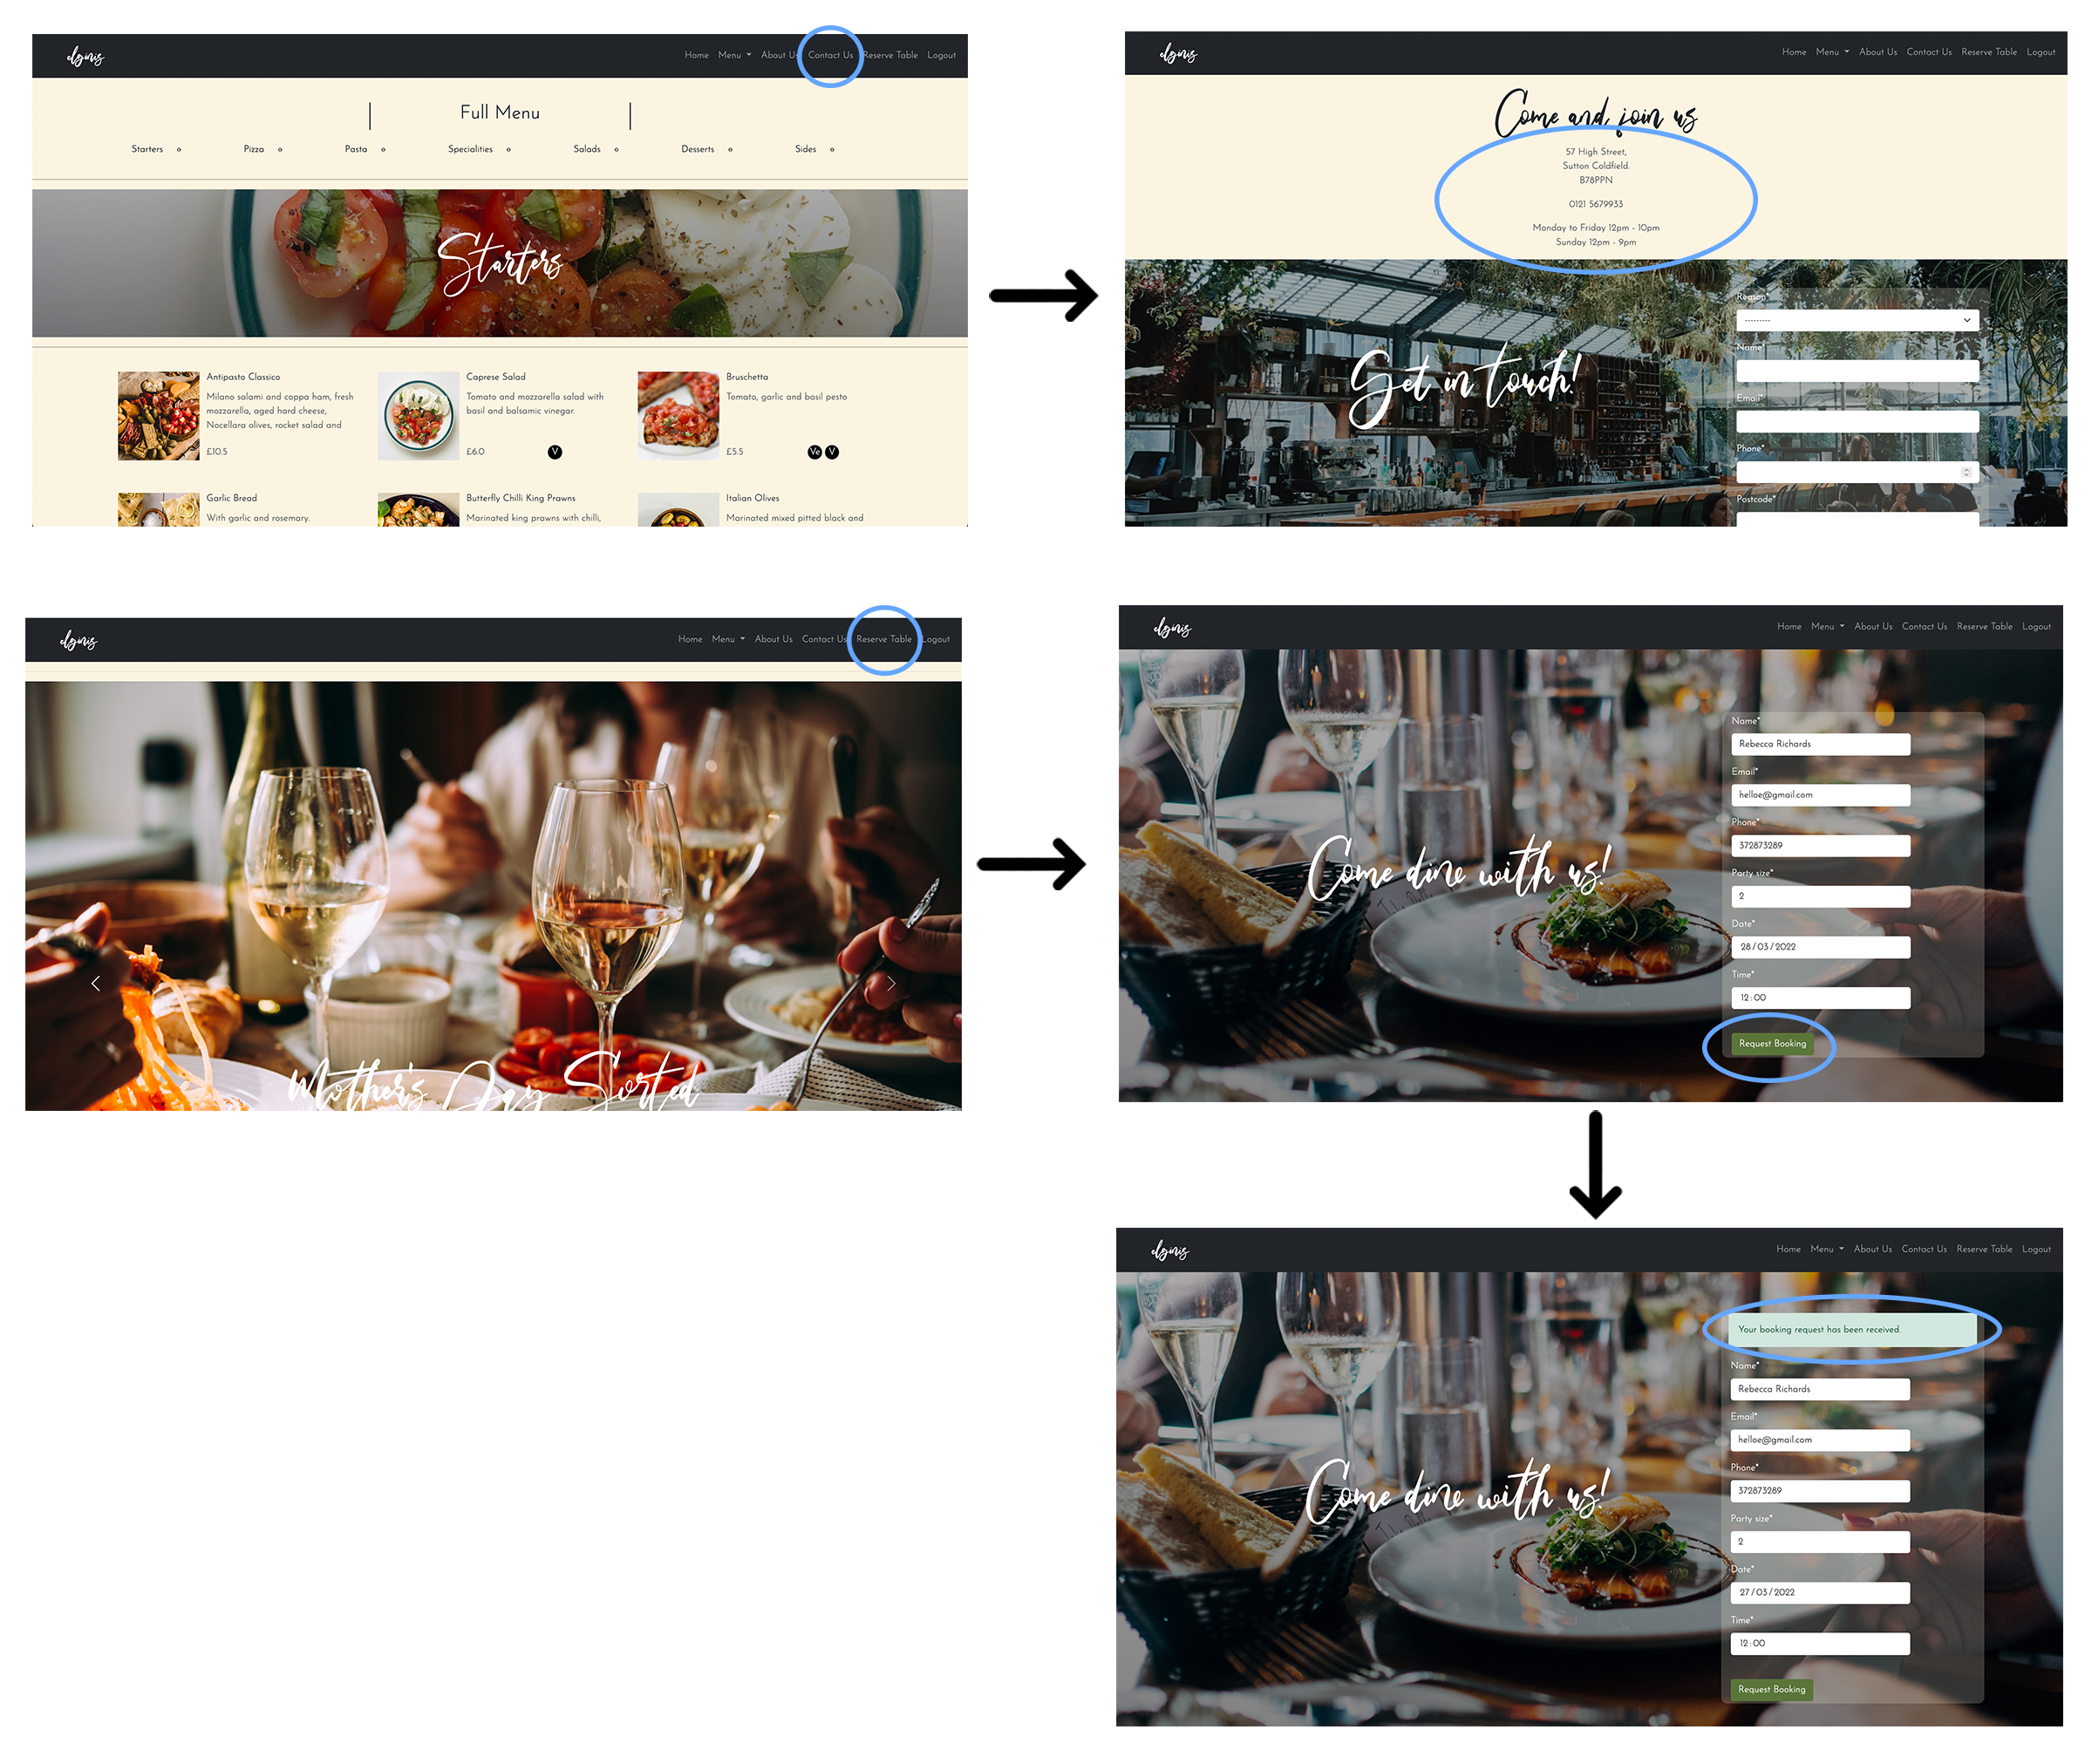 elginis
Home Menu About Us Contact Us Reserve Table Logout
Full Menu
Starters Pizza Pasta Specialities Salads Desserts Sides
Starters
Antipasto Classico
Milano salami and coppa ham, fresh
mozzarella, aged hard cheese,
Nocellara olives, rocket salad and
£10.5
Caprese Salad
Tomato and mozzarella salad with
basil and balsamic vinegar.
£6.0 V
Bruschetta
Tomato, garlic and basil pesto
£5.5 Ve V
Garlic Bread
With garlic and rosemary.
Butterfly Chilli King Prawns
Marinated king prawns with chilli,
Italian Olives
Marinated mixed pitted black and
elginis
Home Menu About Us Contact Us Reserve Table Logout
Come and join us
57 High Street,
Sutton Coldfield.
B78PPN
0121 5679933
Monday to Friday 12pm - 10pm
Sunday 12pm - 9pm
Get in touch!
Reason*
---------
Name*
Email*
Phone*
Postcode*
elginis
Home Menu About Us Contact Us Reserve Table Logout
Mother's Day Sorted
elginis
Home Menu About Us Contact Us Reserve Table Logout
Come dine with us!
Name*
Rebecca Richards
Email*
helloe@gmail.com
Phone*
372873289
Party size*
2
Date*
28/03/2022
Time*
12:00
Request Booking
elginis
Home Menu About Us Contact Us Reserve Table Logout
Come dine with us!
Your booking request has been received.
Name*
Rebecca Richards
Email*
helloe@gmail.com
Phone*
372873289
Party size*
2
Date*
27/03/2022
Time*
12:00
Request Booking